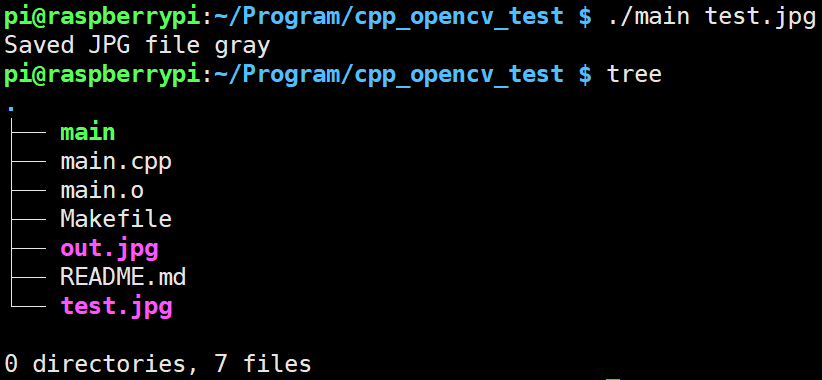 pi@raspberrypi:~/Program/cpp_opencv_test $ ./main test.jpg
Saved JPG file gray
pi@raspberrypi:~/Program/cpp_opencv_test $ tree
.
├── main
├── main.cpp
├── main.o
├── Makefile
├── out.jpg
├── README.md
└── test.jpg
0 directories, 7 files